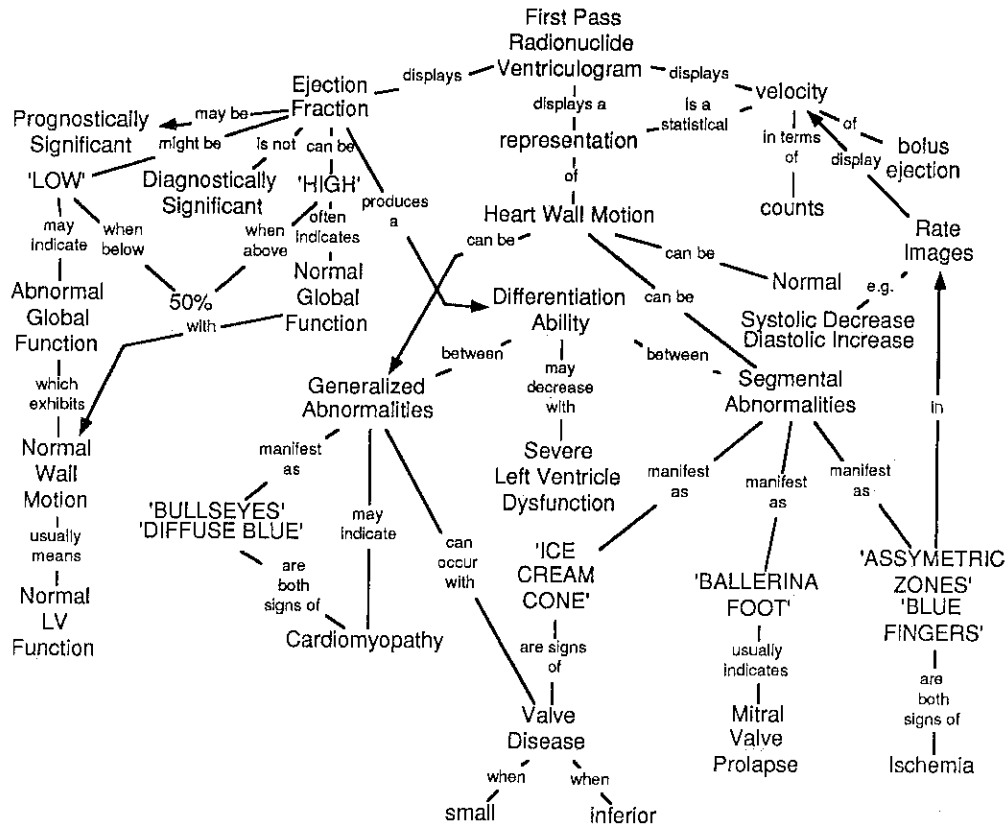 First Pass
Radionuclide
Ventriculogram
displays
displays
displays a
Ejection
Fraction
velocity
is a
statistical
Prognostically
Significant
may be
might be
is not
can be
representation
in terms
of
of
bolus
ejection
display
'LOW'
Diagnostically
Significant
'HIGH'
produces
a
of
counts
may
indicate
when
below
when
above
often
indicates
Heart Wall Motion
can be
can be
can be
Rate
Images
Normal
e.g.
Abnormal
Global
Function
50%
with
Normal
Global
Function
Differentiation
Ability
Systolic Decrease
Diastolic Increase
between
may
decrease
with
between
which
exhibits
Generalized
Abnormalities
Segmental
Abnormalities
in
Normal
Wall
Motion
manifest
as
Severe
Left Ventricle
Dysfunction
manifest
as
manifest
as
manifest
as
'BULLSEYES'
'DIFFUSE BLUE'
may
indicate
usually
means
can
occur
with
'ICE
CREAM
CONE'
'BALLERINA
FOOT'
'ASSYMETRIC
ZONES'
'BLUE
FINGERS'
are
both
signs of
Normal
LV
Function
Cardiomyopathy
are signs
of
usually
indicates
are
both
signs of
Valve
Disease
Mitral
Valve
Prolapse
Ischemia
when
when
small
inferior